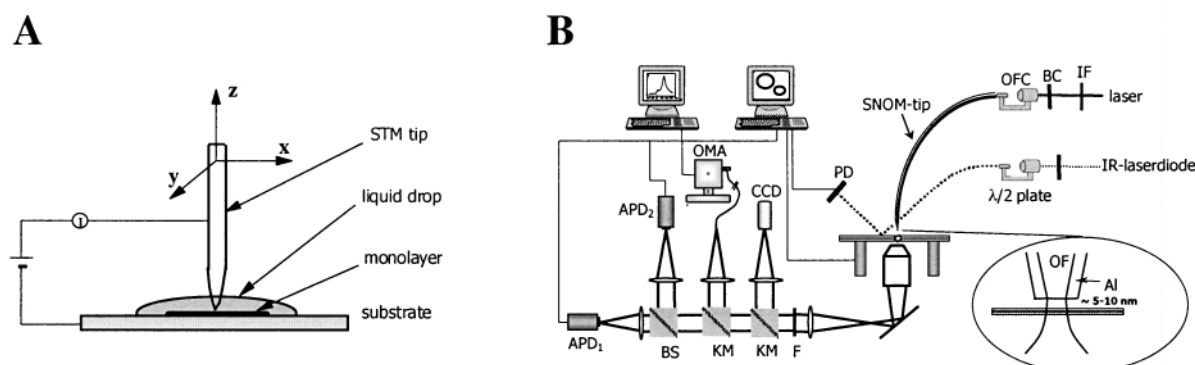 A
z
x
y
STM tip
liquid drop
monolayer
substrate
I
B
OFC
BC
IF
laser
SNOM-tip
OMA
PD
IR-laserdiode
λ/2 plate
CCD
APD₂
OF
Al
~ 5-10 nm
APD₁
BS
KM
KM
F